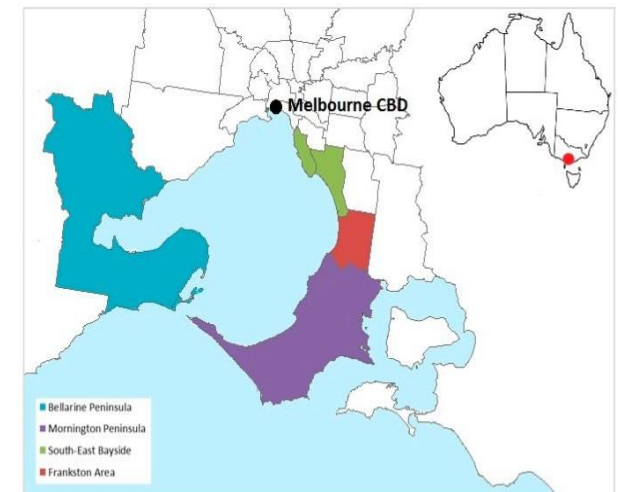 Melbourne CBD
Bellarine Peninsula
Mornington Peninsula
South-East Bayside
Frankston Area